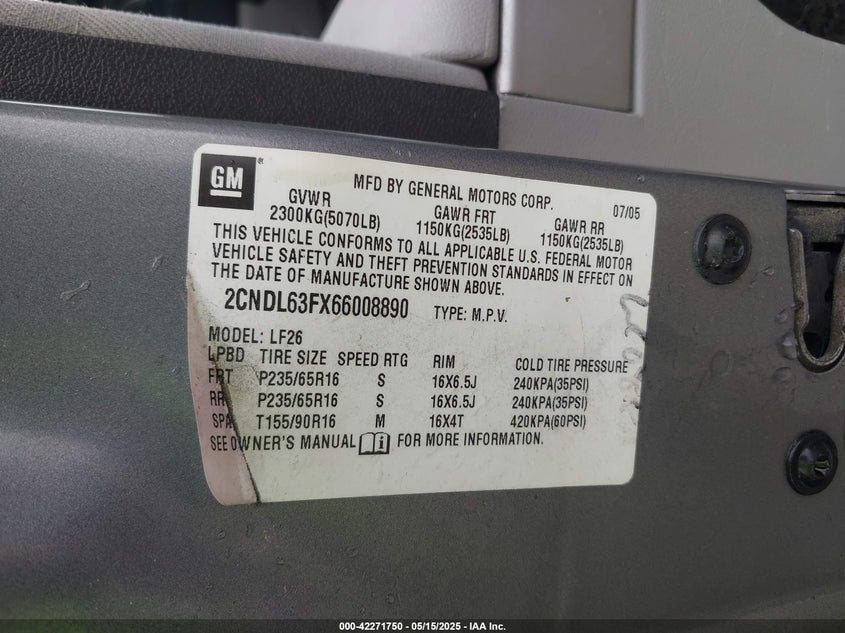 GM ® MFD BY GENERAL MOTORS CORP. 07/05
GVWR GAWR FRT GAWR RR
2300KG(5070LB) 1150KG(2535LB) 1150KG(2535LB)
THIS VEHICLE CONFORMS TO ALL APPLICABLE U.S. FEDERAL MOTOR
VEHICLE SAFETY AND THEFT PREVENTION STANDARDS IN EFFECT ON
THE DATE OF MANUFACTURE SHOWN ABOVE.
2CNDL63FX66008890 TYPE: M.P.V.
MODEL: LF26
LPBD TIRE SIZE SPEED RTG RIM COLD TIRE PRESSURE
FRT P235/65R16 S 16X6.5J 240KPA(35PSI)
RR P235/65R16 S 16X6.5J 240KPA(35PSI)
SPA T155/90R16 M 16X4T 420KPA(60PSI)
SEE OWNER'S MANUAL FOR MORE INFORMATION.
000-42271750 — 05/15/2025 — IAA Inc.